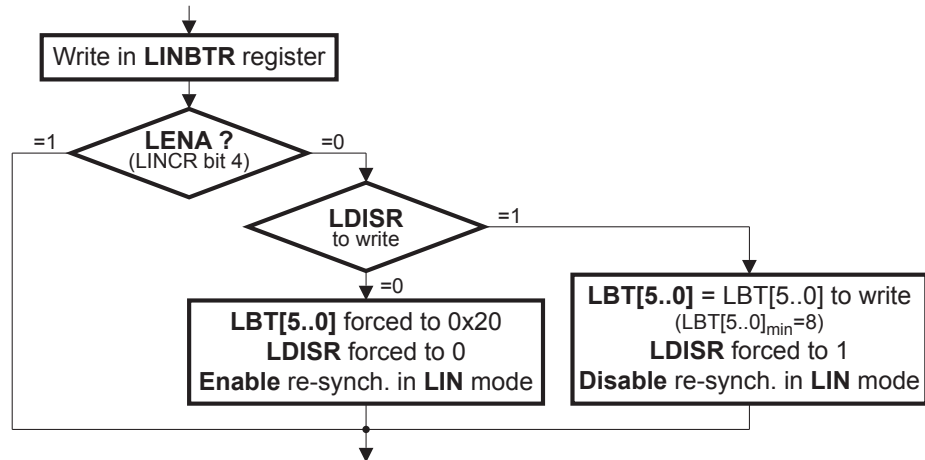 Write in LINBTR register
=1
LENA ?
(LINCR bit 4)
=0
LDISR
to write
=1
=0
LBT[5..0] forced to 0x20
LDISR forced to 0
Enable re-synch. in LIN mode
LBT[5..0] = LBT[5..0] to write
(LBT[5..0]min=8)
LDISR forced to 1
Disable re-synch. in LIN mode